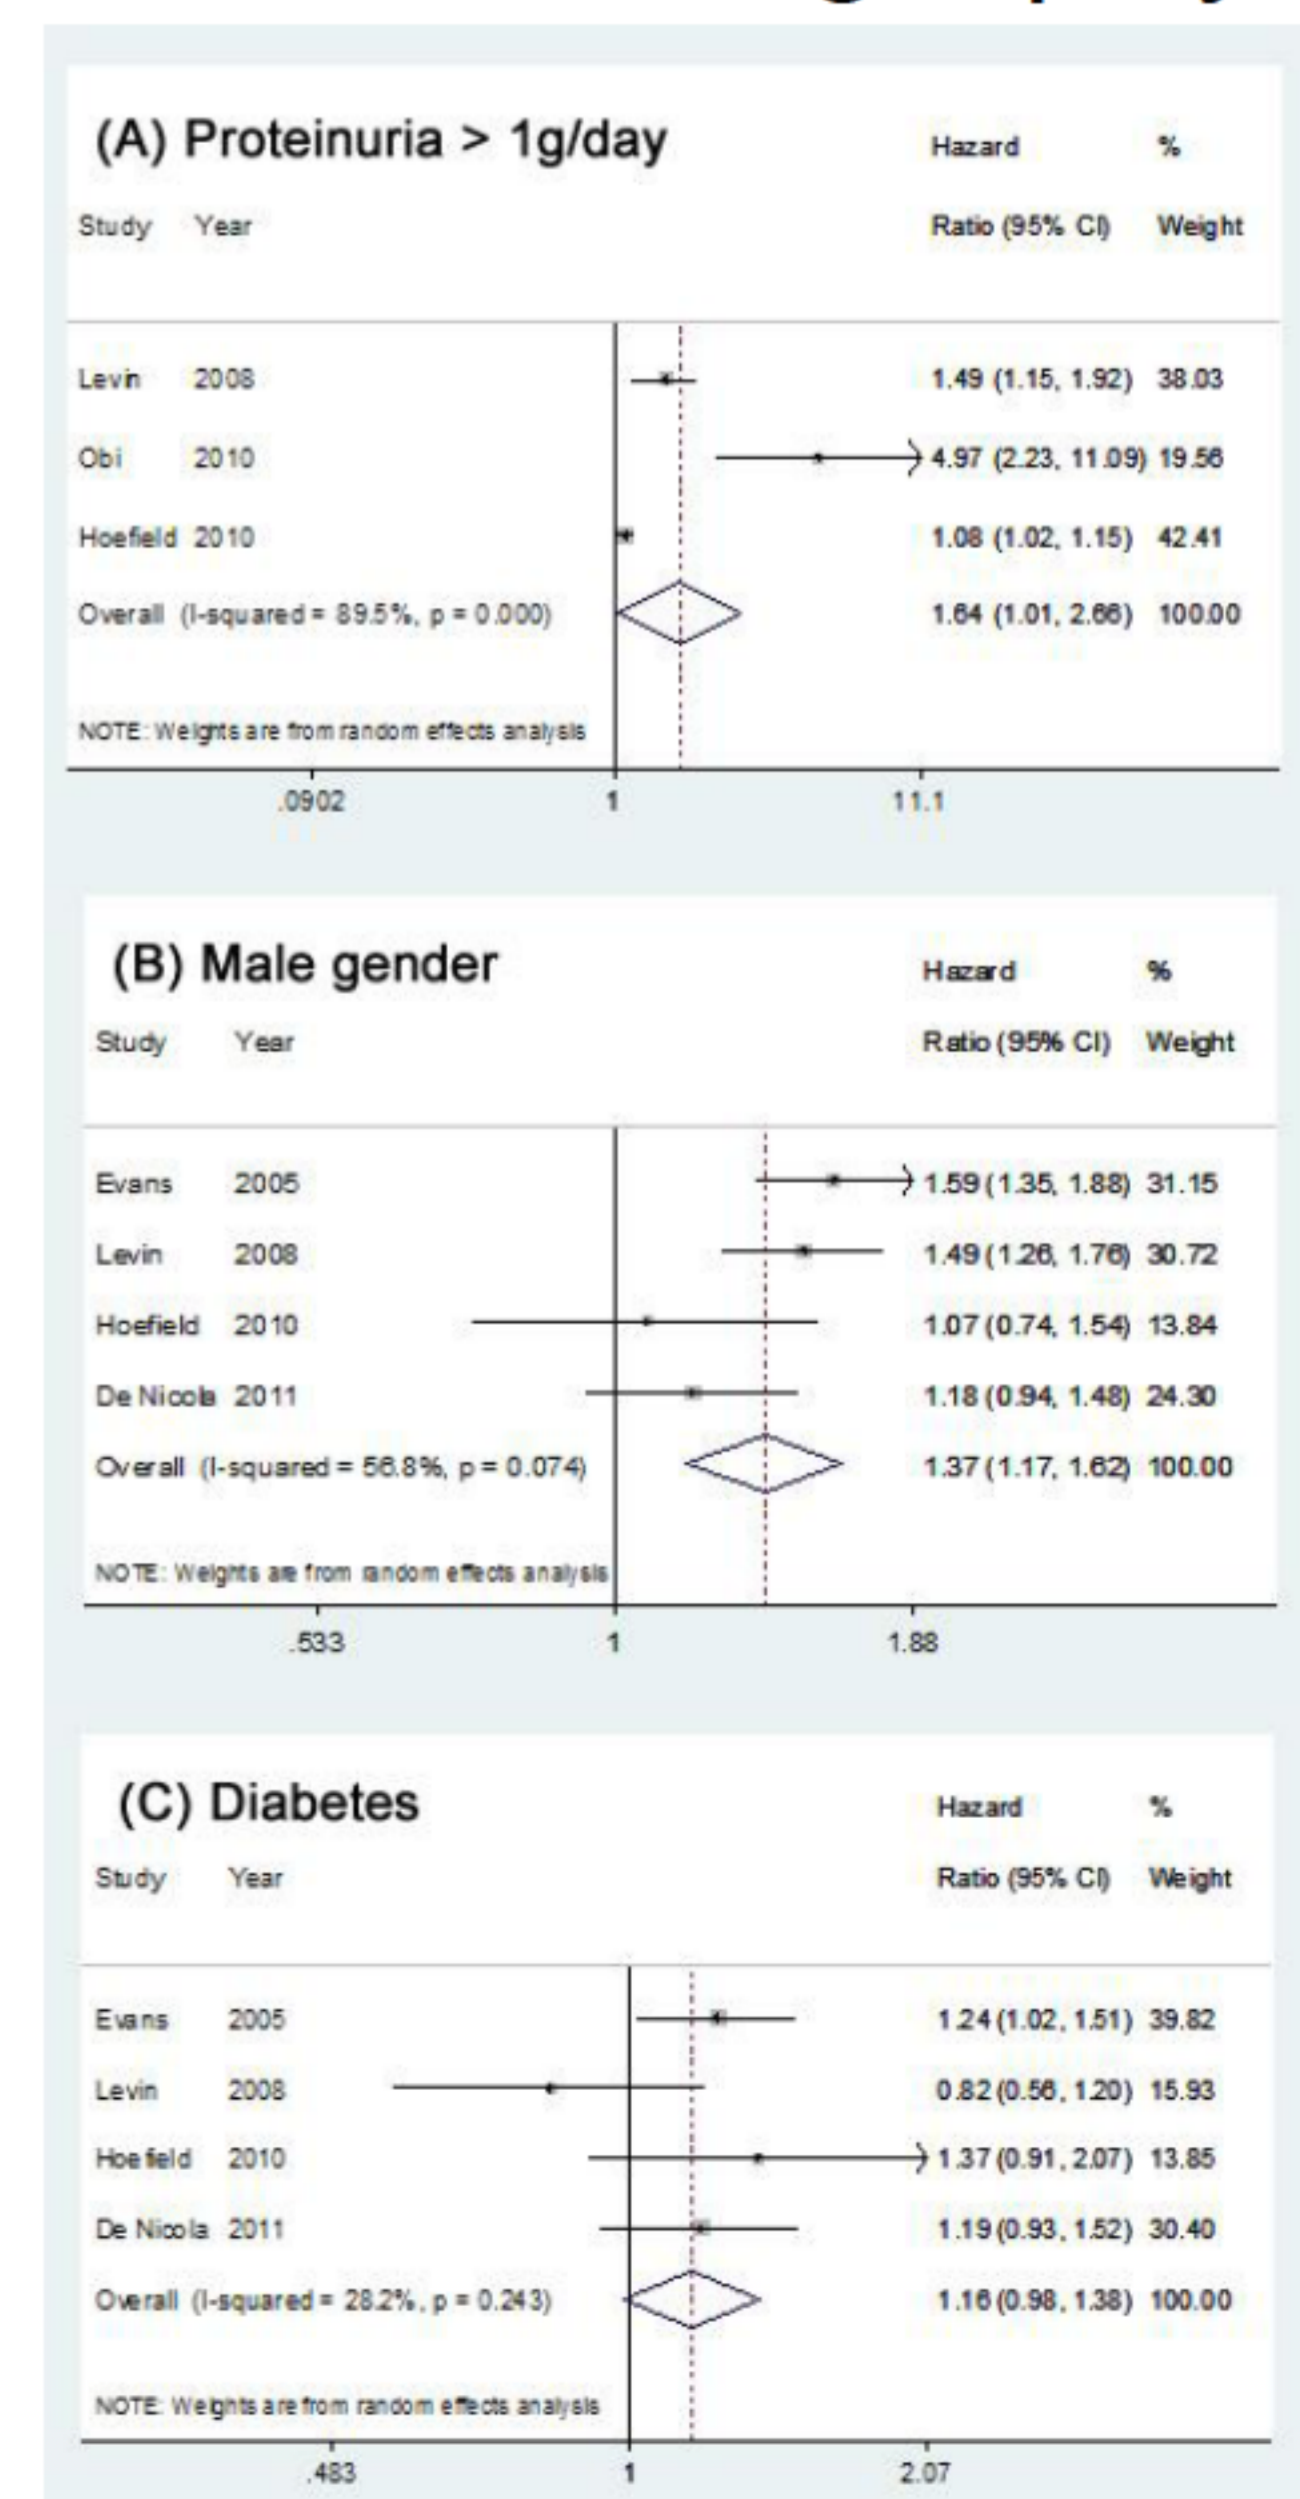 (A) Proteinuria > 1g/day
Hazard %
Study Year Ratio (95% CI) Weight
Levin 2008 1.49 (1.15, 1.92) 38.03
Obi 2010 4.97 (2.23, 11.09) 19.56
Hoefield 2010 1.08 (1.02, 1.15) 42.41
Overall (I-squared = 89.5%, p = 0.000) 1.64 (1.01, 2.66) 100.00
NOTE: Weights are from random effects analysis
.0902 1 11.1
(B) Male gender
Hazard %
Study Year Ratio (95% CI) Weight
Evans 2005 1.59 (1.35, 1.88) 31.15
Levin 2008 1.49 (1.26, 1.76) 30.72
Hoefield 2010 1.07 (0.74, 1.54) 13.84
De Nicola 2011 1.18 (0.94, 1.48) 24.30
Overall (I-squared = 56.8%, p = 0.074) 1.37 (1.17, 1.62) 100.00
NOTE: Weights are from random effects analysis
.533 1 1.88
(C) Diabetes
Hazard %
Study Year Ratio (95% CI) Weight
Evans 2005 1.24 (1.02, 1.51) 39.82
Levin 2008 0.82 (0.56, 1.20) 15.93
Hoefield 2010 1.37 (0.91, 2.07) 13.85
De Nicola 2011 1.19 (0.93, 1.52) 30.40
Overall (I-squared = 28.2%, p = 0.243) 1.16 (0.98, 1.38) 100.00
NOTE: Weights are from random effects analysis
.483 1 2.07